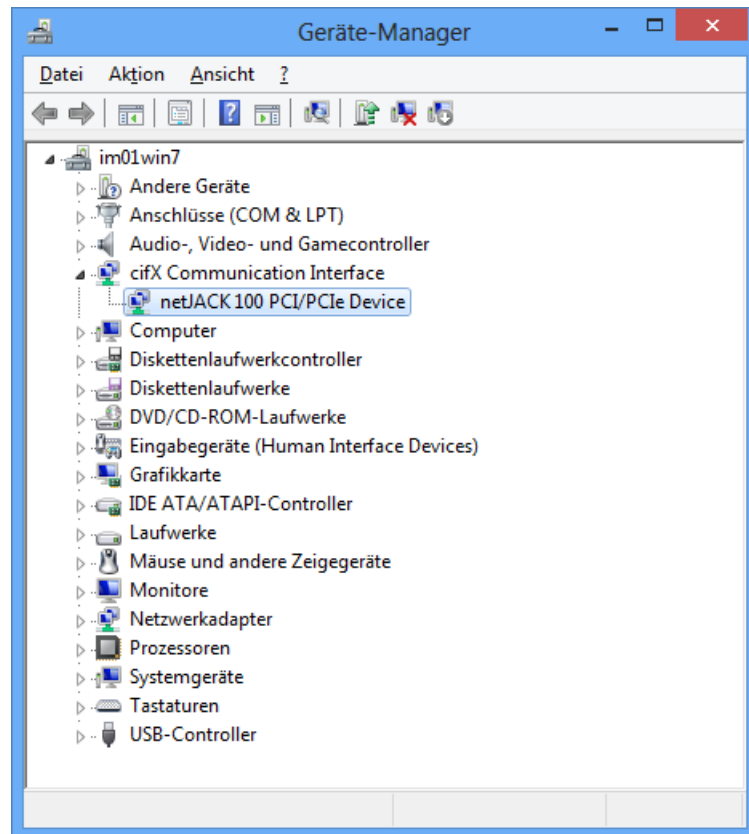 Geräte-Manager
Datei Aktion Ansicht ?
im01win7
Andere Geräte
Anschlüsse (COM & LPT)
Audio-, Video- und Gamecontroller
cifX Communication Interface
netJACK 100 PCI/PCIe Device
Computer
Diskettenlaufwerkcontroller
Diskettenlaufwerke
DVD/CD-ROM-Laufwerke
Eingabegeräte (Human Interface Devices)
Grafikkarte
IDE ATA/ATAPI-Controller
Laufwerke
Mäuse und andere Zeigegeräte
Monitore
Netzwerkadapter
Prozessoren
Systemgeräte
Tastaturen
USB-Controller